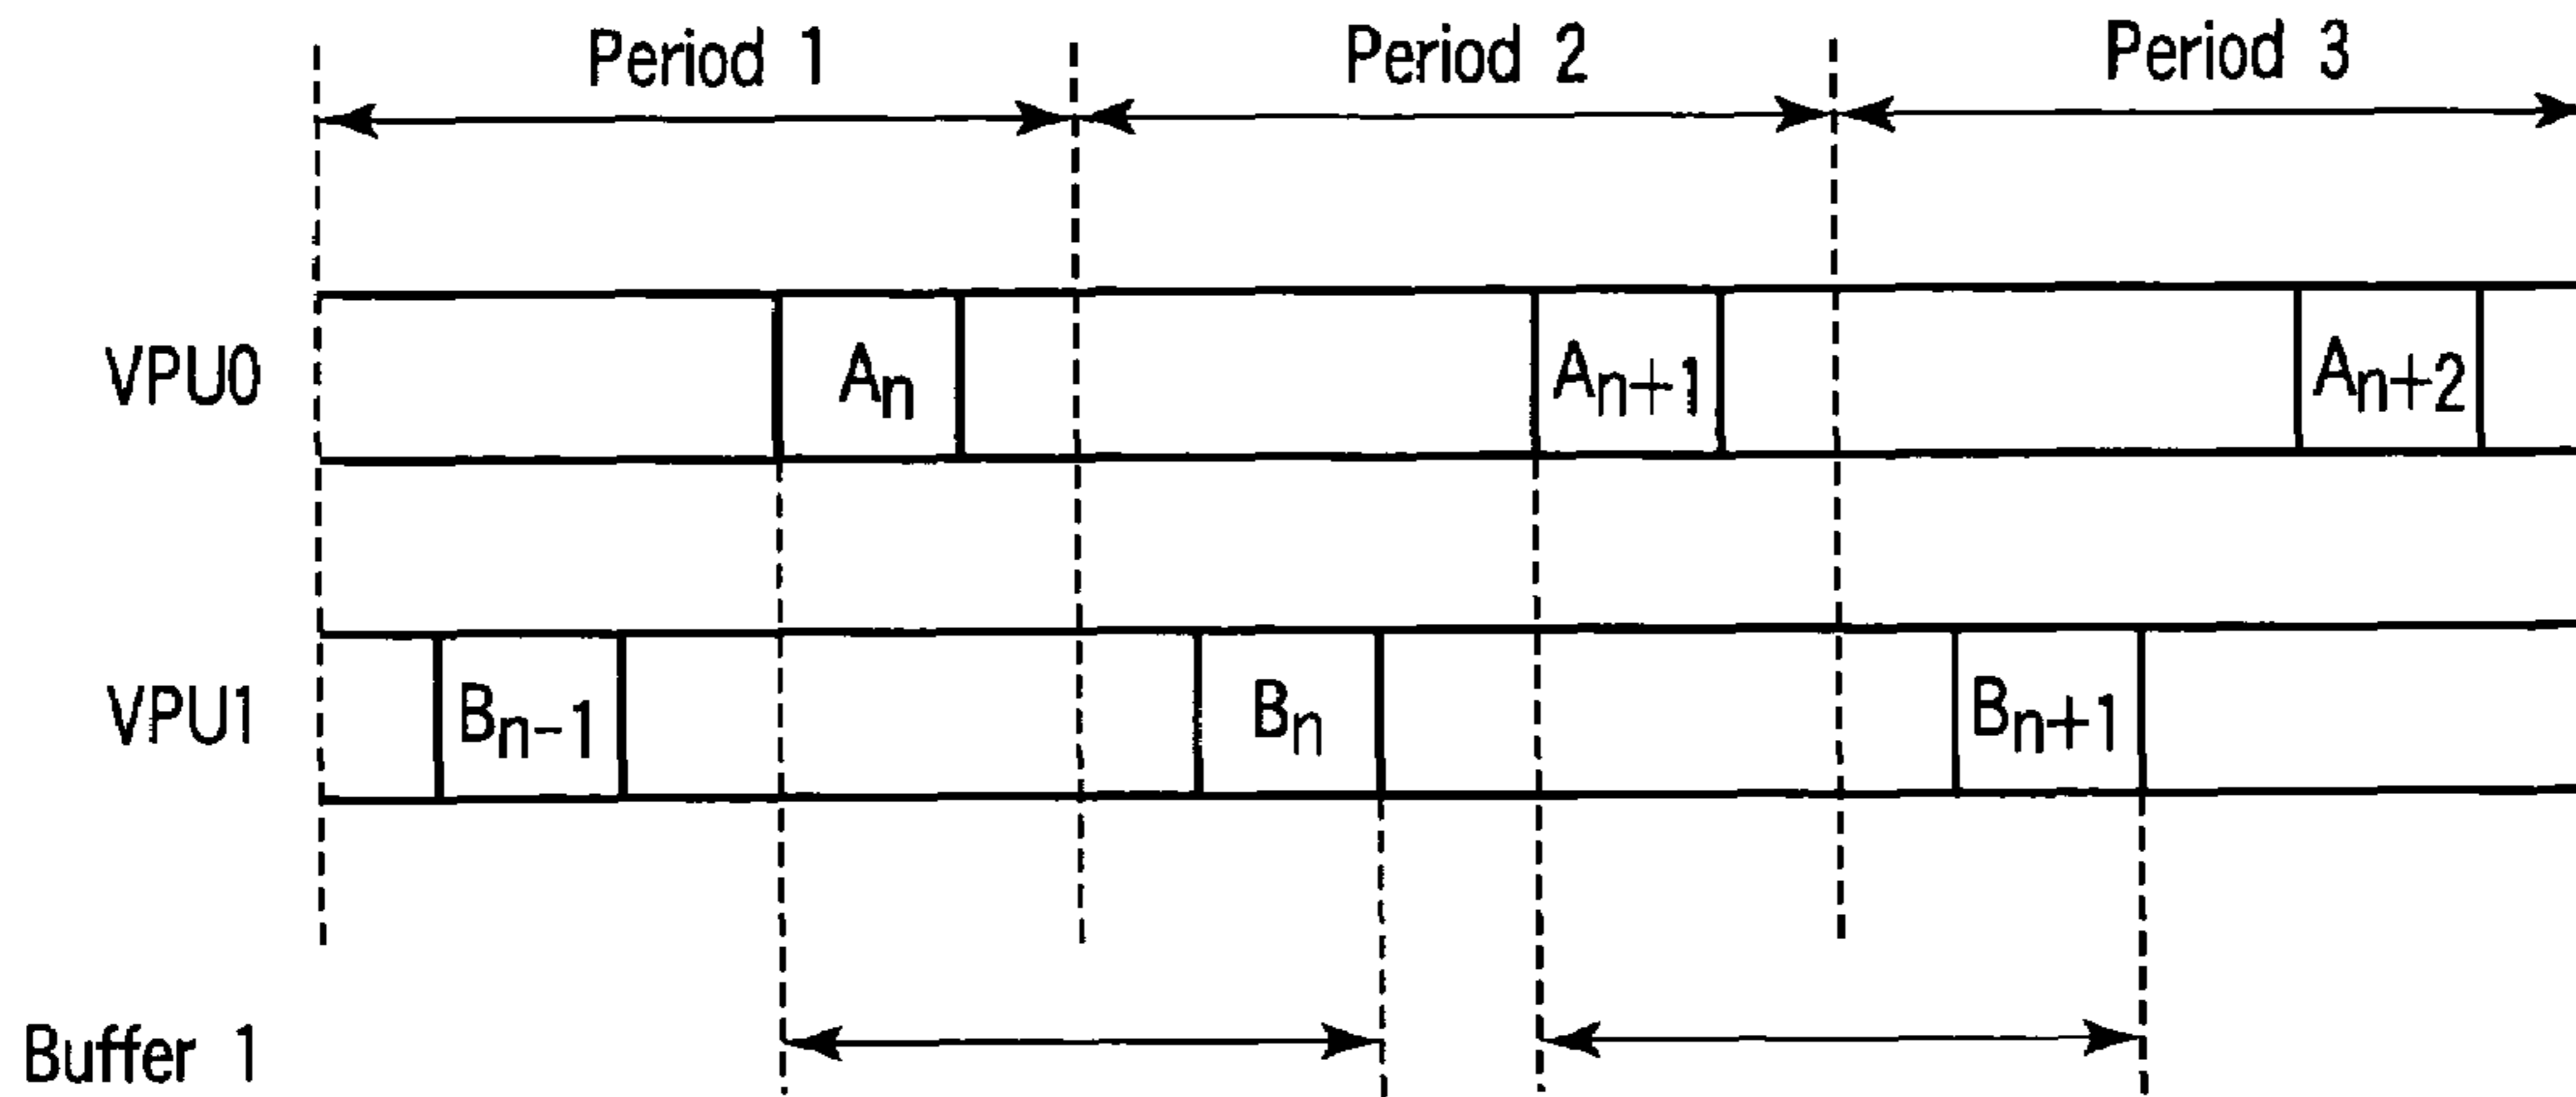 Period 1 Period 2 Period 3
VPU0 An An+1 An+2
VPU1 Bn-1 Bn Bn+1
Buffer 1